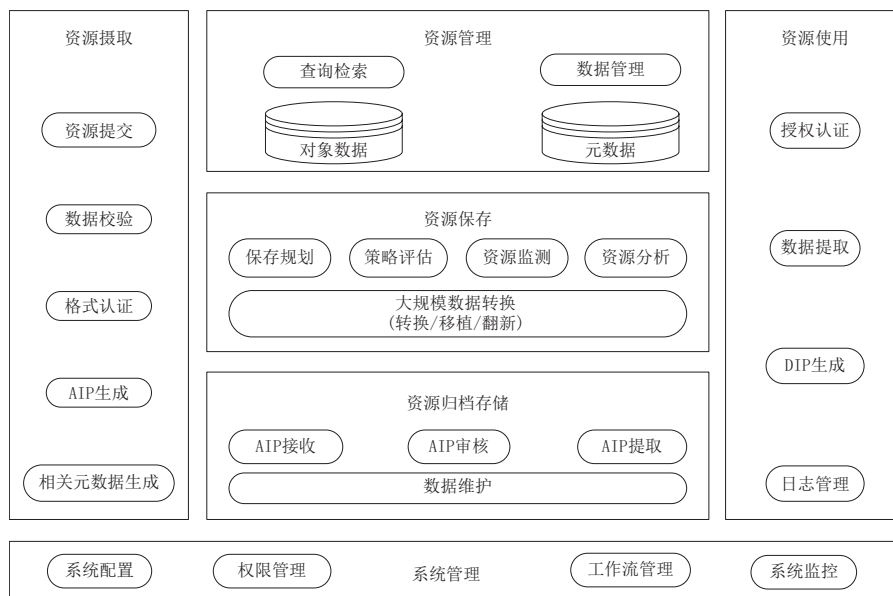 资源摄取
资源提交
数据校验
格式认证
AIP生成
相关元数据生成
资源管理
查询检索
数据管理
对象数据
元数据
资源保存
保存规划
策略评估
资源监测
资源分析
大规模数据转换
(转换/移植/翻新)
资源归档存储
AIP接收
AIP审核
AIP提取
数据维护
资源使用
授权认证
数据提取
DIP生成
日志管理
系统配置
权限管理
系统管理
工作流管理
系统监控